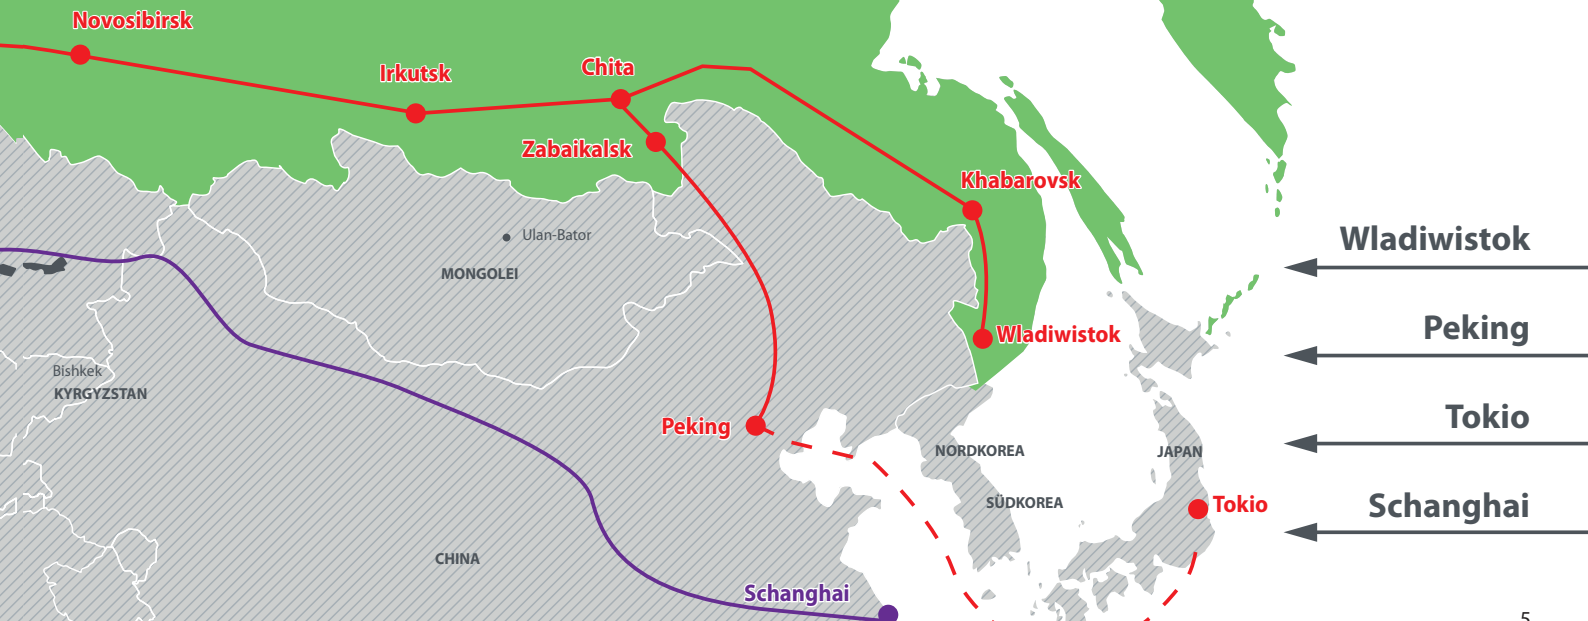 Novosibirsk
Irkutsk
Chita
Zabaikalsk
Khabarovsk
Ulan-Bator
MONGOLEI
Wladiwistok
Peking
Tokio
Schanghai
Wladiwistok
Bishkek
KYRGYZSTAN
Peking
NORDKOREA
JAPAN
SÜDKOREA
Tokio
CHINA
Schanghai
5